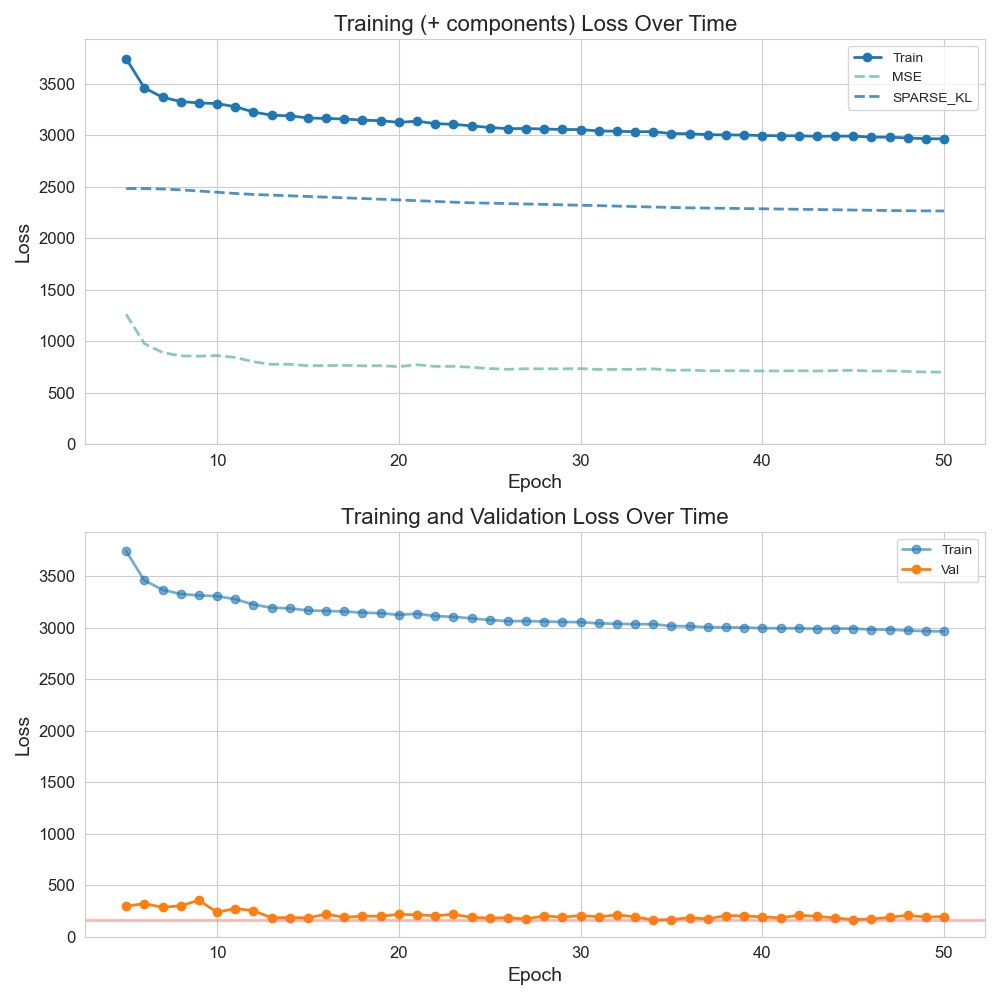 Training (+ components) Loss Over Time
Train
MSE
SPARSE_KL
3500
3000
2500
2000
1500
1000
500
0
Loss
10 20 30 40 50
Epoch
Training and Validation Loss Over Time
Train
Val
3500
3000
2500
2000
1500
1000
500
0
Loss
10 20 30 40 50
Epoch